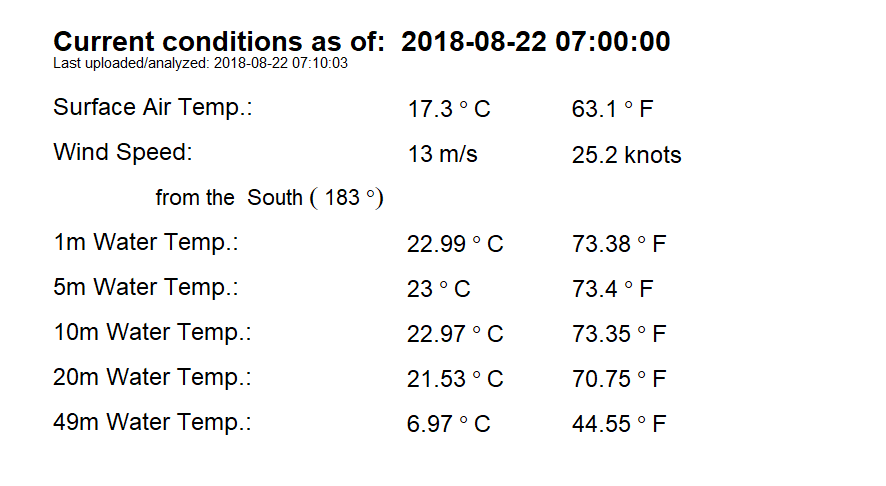 Current conditions as of: 2018-08-22 07:00:00
Last uploaded/analyzed: 2018-08-22 07:10:03
Surface Air Temp.: 17.3 ° C 63.1 ° F
Wind Speed: 13 m/s 25.2 knots
from the South ( 183 °)
1m Water Temp.: 22.99 ° C 73.38 ° F
5m Water Temp.: 23 ° C 73.4 ° F
10m Water Temp.: 22.97 ° C 73.35 ° F
20m Water Temp.: 21.53 ° C 70.75 ° F
49m Water Temp.: 6.97 ° C 44.55 ° F